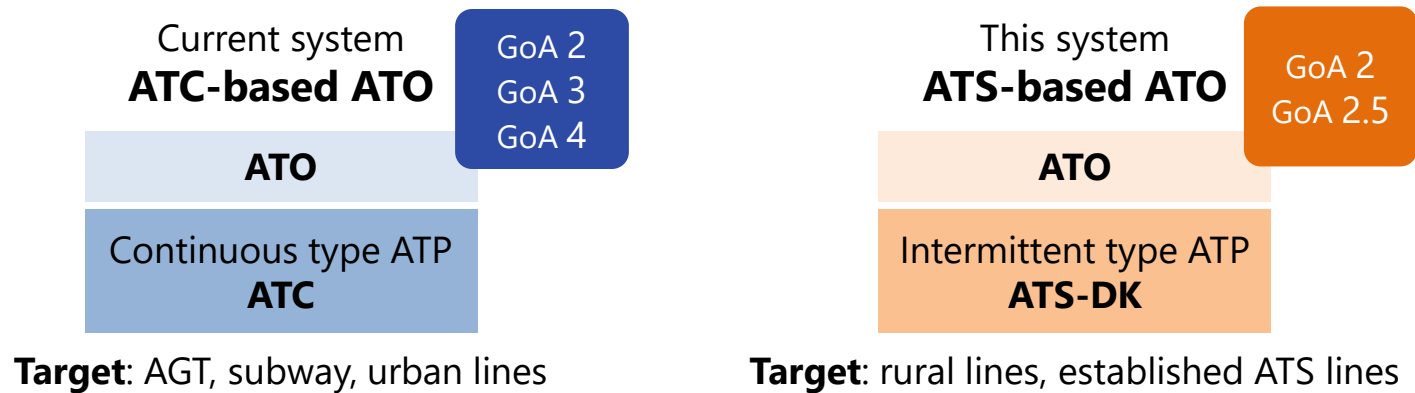 Current system
ATC-based ATO
GoA 2
GoA 3
GoA 4
ATO
Continuous type ATP
ATC
Target: AGT, subway, urban lines
This system
ATS-based ATO
GoA 2
GoA 2.5
ATO
Intermittent type ATP
ATS-DK
Target: rural lines, established ATS lines